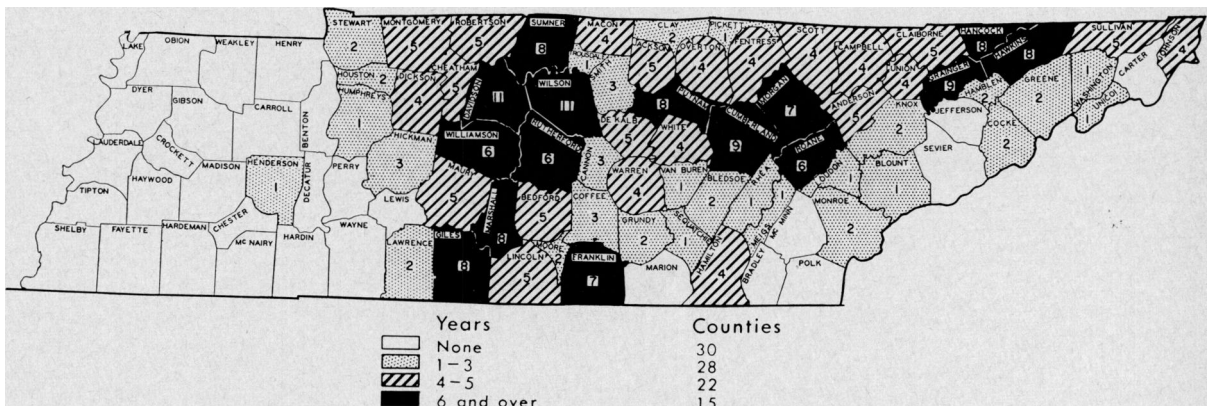 STEWART MONTGOMERY ROBERTSON SUMNER MACON CLAY PICKETT SCOTT CLAIBORNE HANCOCK SULLIVAN JOHNSON
LAKE OBION WEAKLEY HENRY 2 5 5 8 4 2 1 4 5 8 5 4
HOUSTON 2 DICKSON CHEATHAM TROUSDALE 1 SMITH JACKSON OVERTON FENTRESS CAMPBELL UNION GRAINGER HAWKINS 8 WASHINGTON CARTER
DYER GIBSON CARROLL BENTON HUMPHREYS 4 5 DAVIDSON 11 WILSON 11 3 5 4 4 4 4 9 HAMBLEN 2 GREENE 1 1 UNICOI
1 8 PUTNAM CUMBERLAND MORGAN 7 ANDERSON 5 KNOX JEFFERSON 2 1
LAUDERDALE CROCKETT HICKMAN WILLIAMSON RUTHERFORD DE KALB WHITE 9 ROANE 2 COCKE
HAYWOOD MADISON HENDERSON DECATUR PERRY 3 6 6 CANNON 3 5 4 6 LOUDON BLOUNT SEVIER 2
TIPTON 1 LEWIS MAURY 5 MARSHALL BEDFORD COFFEE WARREN 4 VAN BUREN 1 BLEDSOE 2 RHEA 1 1 1 1
SHELBY FAYETTE HARDEMAN CHESTER WAYNE 8 5 3 GRUNDY SEQUATCHIE MEIGS MC MINN MONROE
MC NAIRY HARDIN LAWRENCE 2 GILES 8 LINCOLN 5 MOORE 2 FRANKLIN 7 2 1 HAMILTON 4 BRADLEY POLK 2
MARION
Years Counties
None 30
1–3 28
4–5 22
6 and over 15